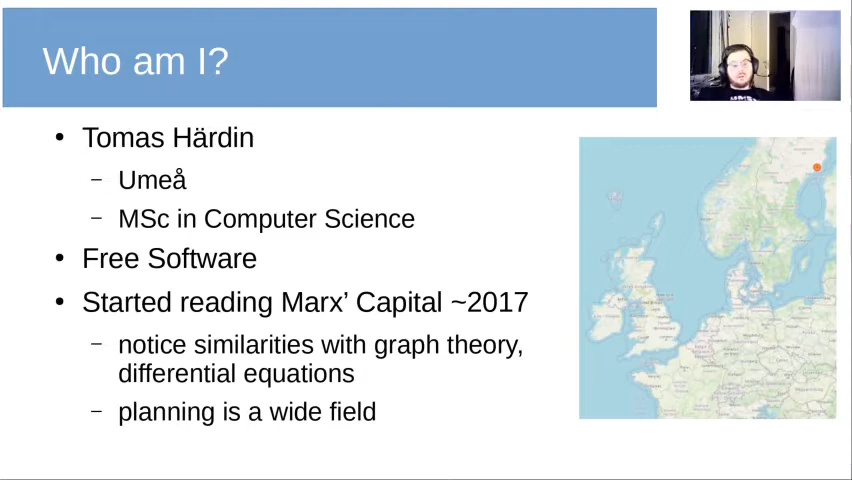 Who am I?
• Tomas Härdin
– Umeå
– MSc in Computer Science
• Free Software
• Started reading Marx’ Capital ~2017
– notice similarities with graph theory,
differential equations
– planning is a wide field